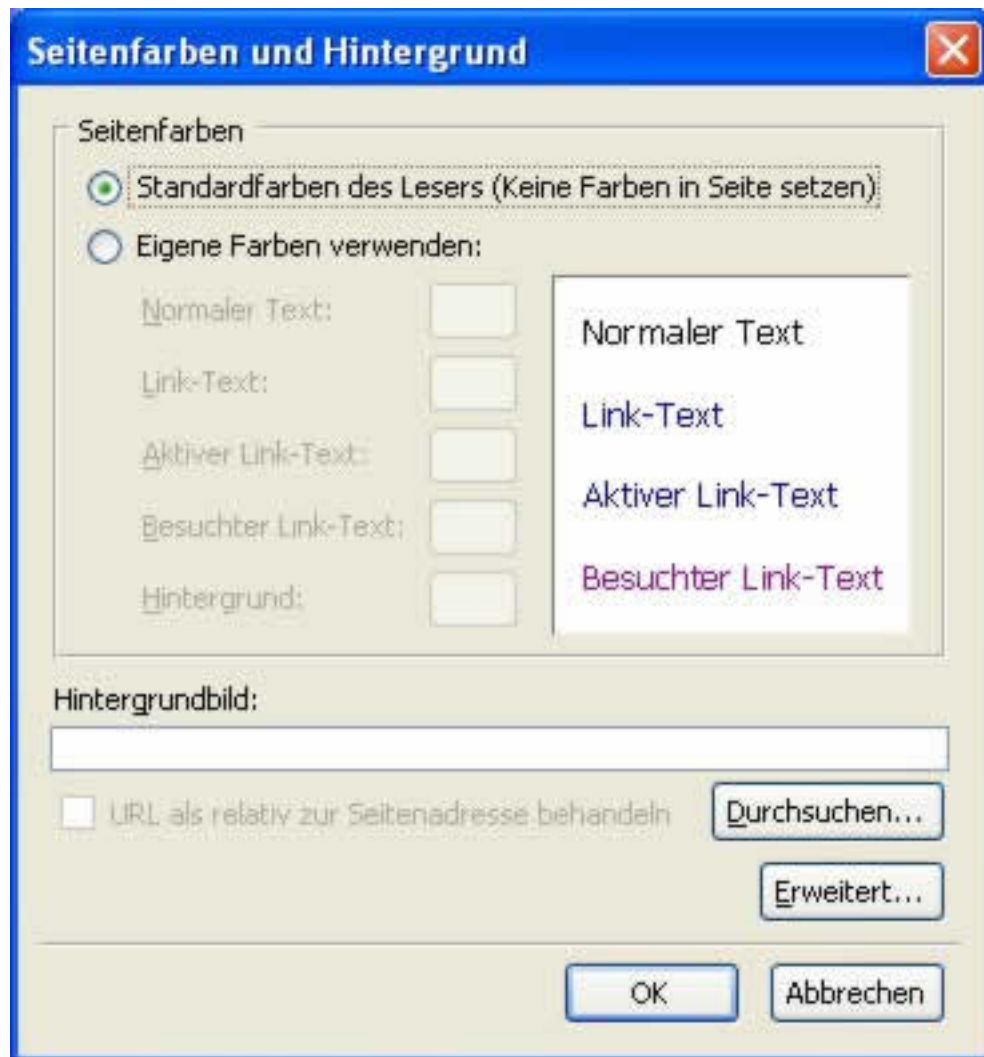 Seitenfarben und Hintergrund
Seitenfarben
Standardfarben des Lesers (Keine Farben in Seite setzen)
Eigene Farben verwenden:
Normaler Text:
Link-Text:
Aktiver Link-Text:
Besuchter Link-Text:
Hintergrund:
Normaler Text
Link-Text
Aktiver Link-Text
Besuchter Link-Text
Hintergrundbild:
URL als relativ zur Seitenadresse behandeln
Durchsuchen...
Erweitert...
OK
Abbrechen